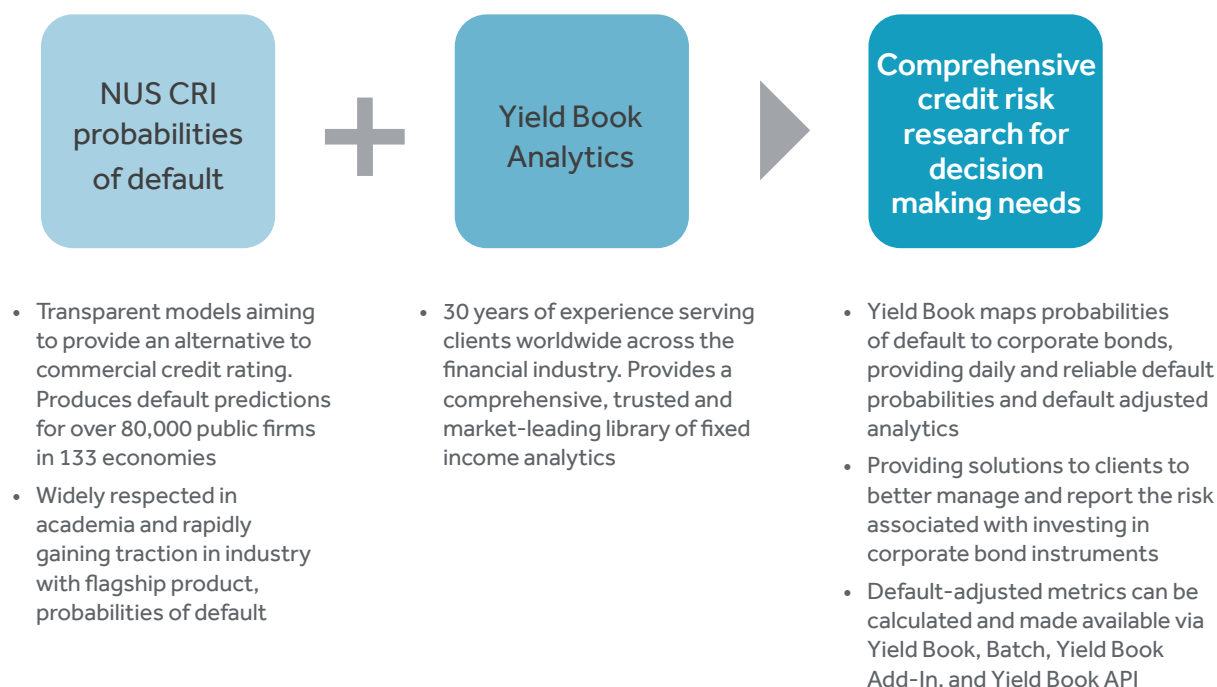 NUS CRI
probabilities
of default
Yield Book
Analytics
Comprehensive
credit risk
research for
decision
making needs
• Transparent models aiming
to provide an alternative to
commercial credit rating.
Produces default predictions
for over 80,000 public firms
in 133 economies
• Widely respected in
academia and rapidly
gaining traction in industry
with flagship product,
probabilities of default
• 30 years of experience serving
clients worldwide across the
financial industry. Provides a
comprehensive, trusted and
market-leading library of fixed
income analytics
• Yield Book maps probabilities
of default to corporate bonds,
providing daily and reliable default
probabilities and default adjusted
analytics
• Providing solutions to clients to
better manage and report the risk
associated with investing in
corporate bond instruments
• Default-adjusted metrics can be
calculated and made available via
Yield Book, Batch, Yield Book
Add-In, and Yield Book API